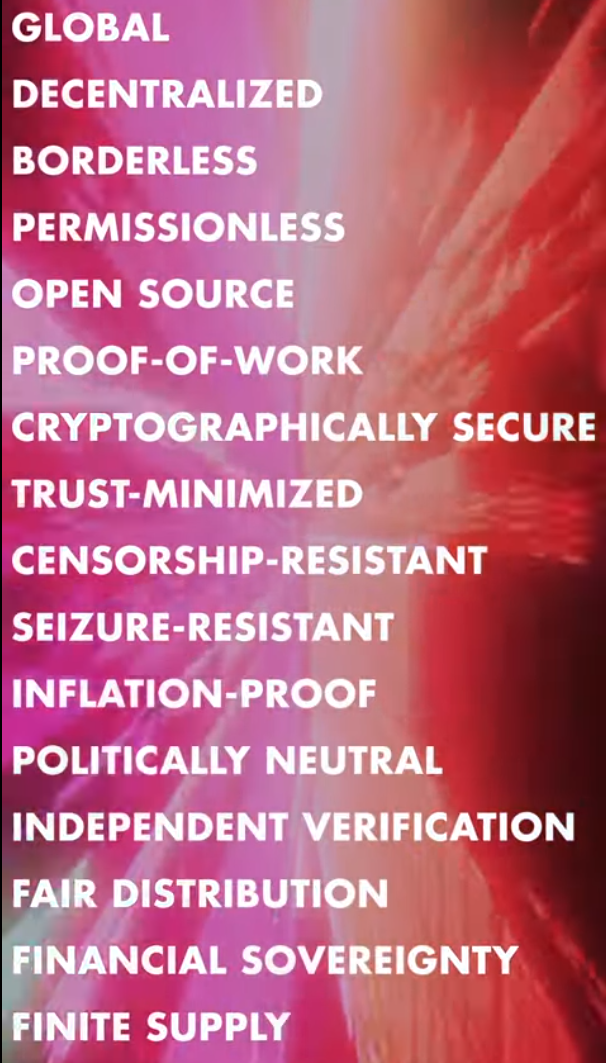 GLOBAL
DECENTRALIZED
BORDERLESS
PERMISSIONLESS
OPEN SOURCE
PROOF-OF-WORK
CRYPTOGRAPHICALLY SECURE
TRUST-MINIMIZED
CENSORSHIP-RESISTANT
SEIZURE-RESISTANT
INFLATION-PROOF
POLITICALLY NEUTRAL
INDEPENDENT VERIFICATION
FAIR DISTRIBUTION
FINANCIAL SOVEREIGNTY
FINITE SUPPLY